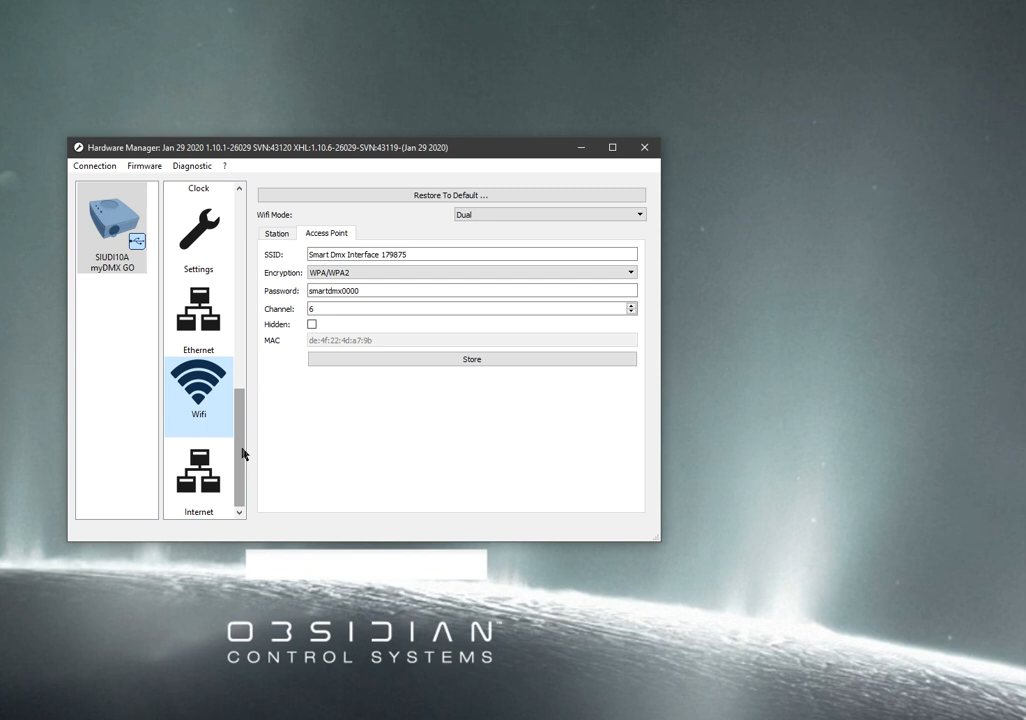 Hardware Manager: Jan 29 2020 1.10.1-26029 SVN:43120 XHL:1.10.6-26029-SVN:43119-(Jan 29 2020)
Connection Firmware Diagnostic ?
SIUDI10A
myDMX GO
Clock
Settings
Ethernet
Wifi
Internet
Restore To Default ...
Wifi Mode: Dual
Station Access Point
SSID: Smart Dmx Interface 179875
Encryption: WPA/WPA2
Password: smartdmx0000
Channel: 6
Hidden:
MAC de:4f:22:4d:a7:9b
Store
OBSIDIAN™
CONTROL SYSTEMS